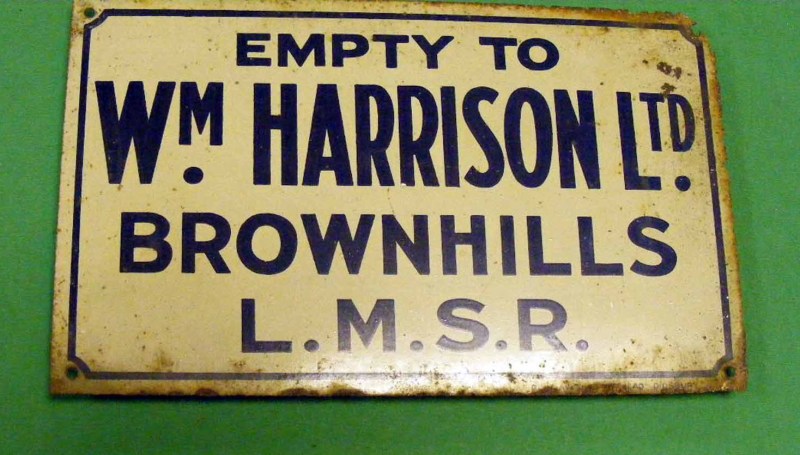 EMPTY TO
WM. HARRISON LTD.
BROWNHILLS
L.M.S.R.